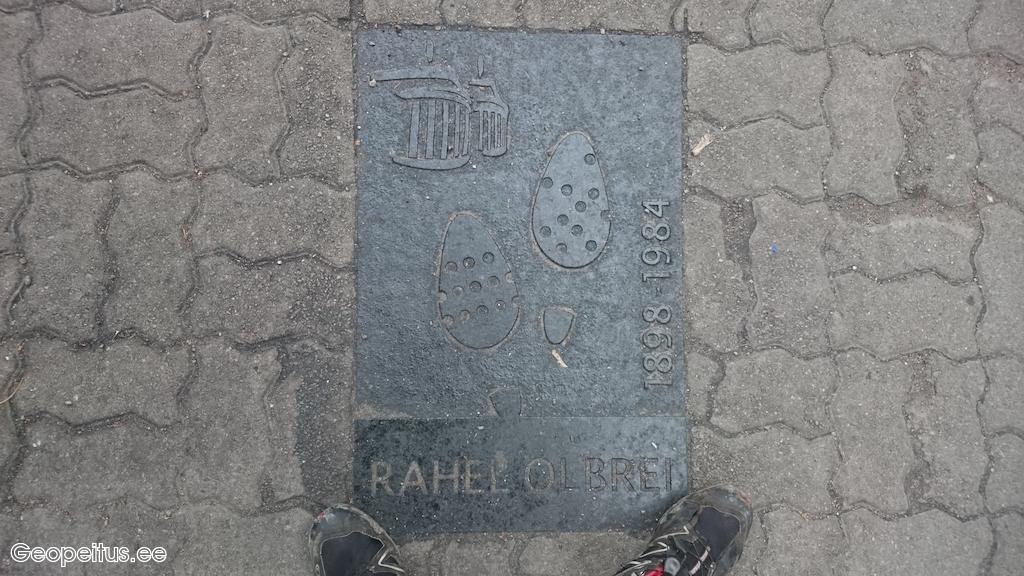 1898-1984
RAHEL OLBREI
Geopeitus.ee